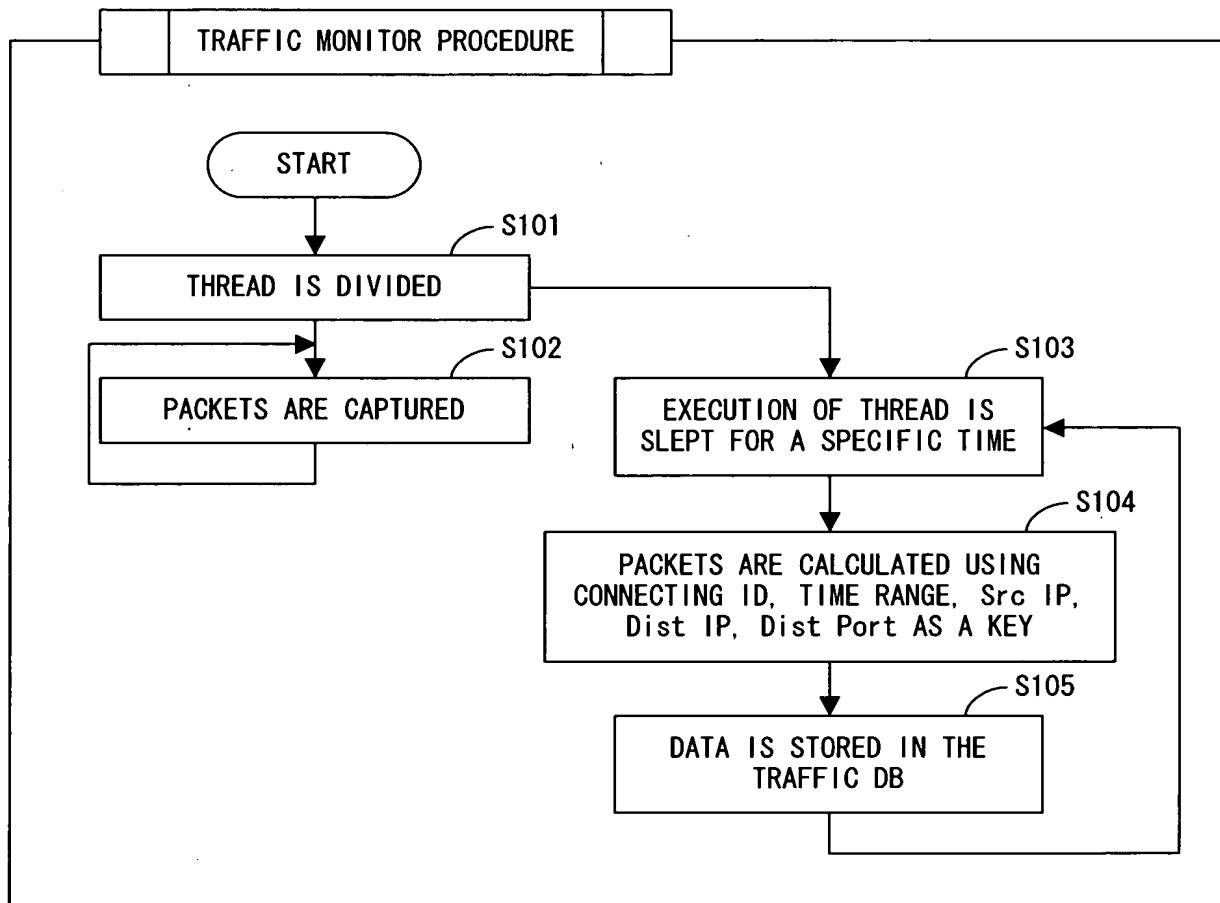 TRAFFIC MONITOR PROCEDURE
START
S101
THREAD IS DIVIDED
S102
PACKETS ARE CAPTURED
S103
EXECUTION OF THREAD IS
SLEPT FOR A SPECIFIC TIME
S104
PACKETS ARE CALCULATED USING
CONNECTING ID, TIME RANGE, Src IP,
Dist IP, Dist Port AS A KEY
S105
DATA IS STORED IN THE
TRAFFIC DB